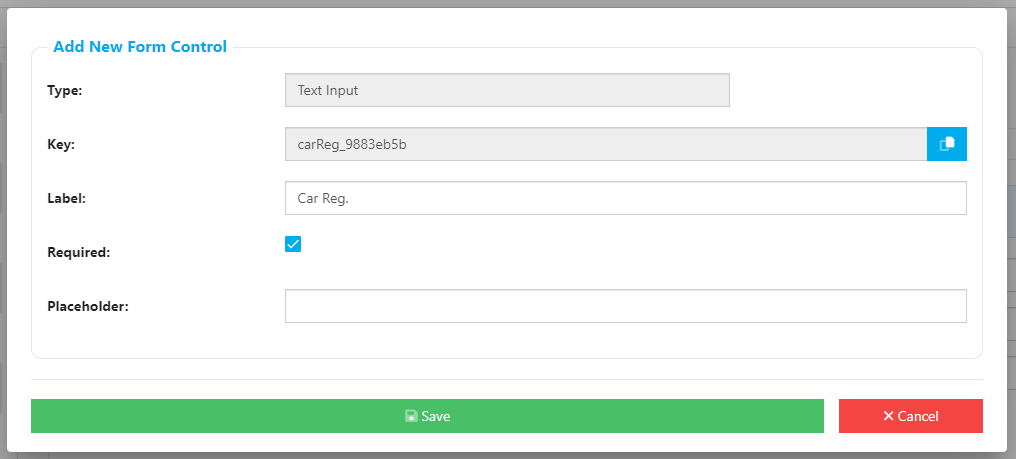 Add New Form Control
Type: Text Input
Key: carReg_9883eb5b
Label: Car Reg.
Required:
Placeholder:
Save Cancel